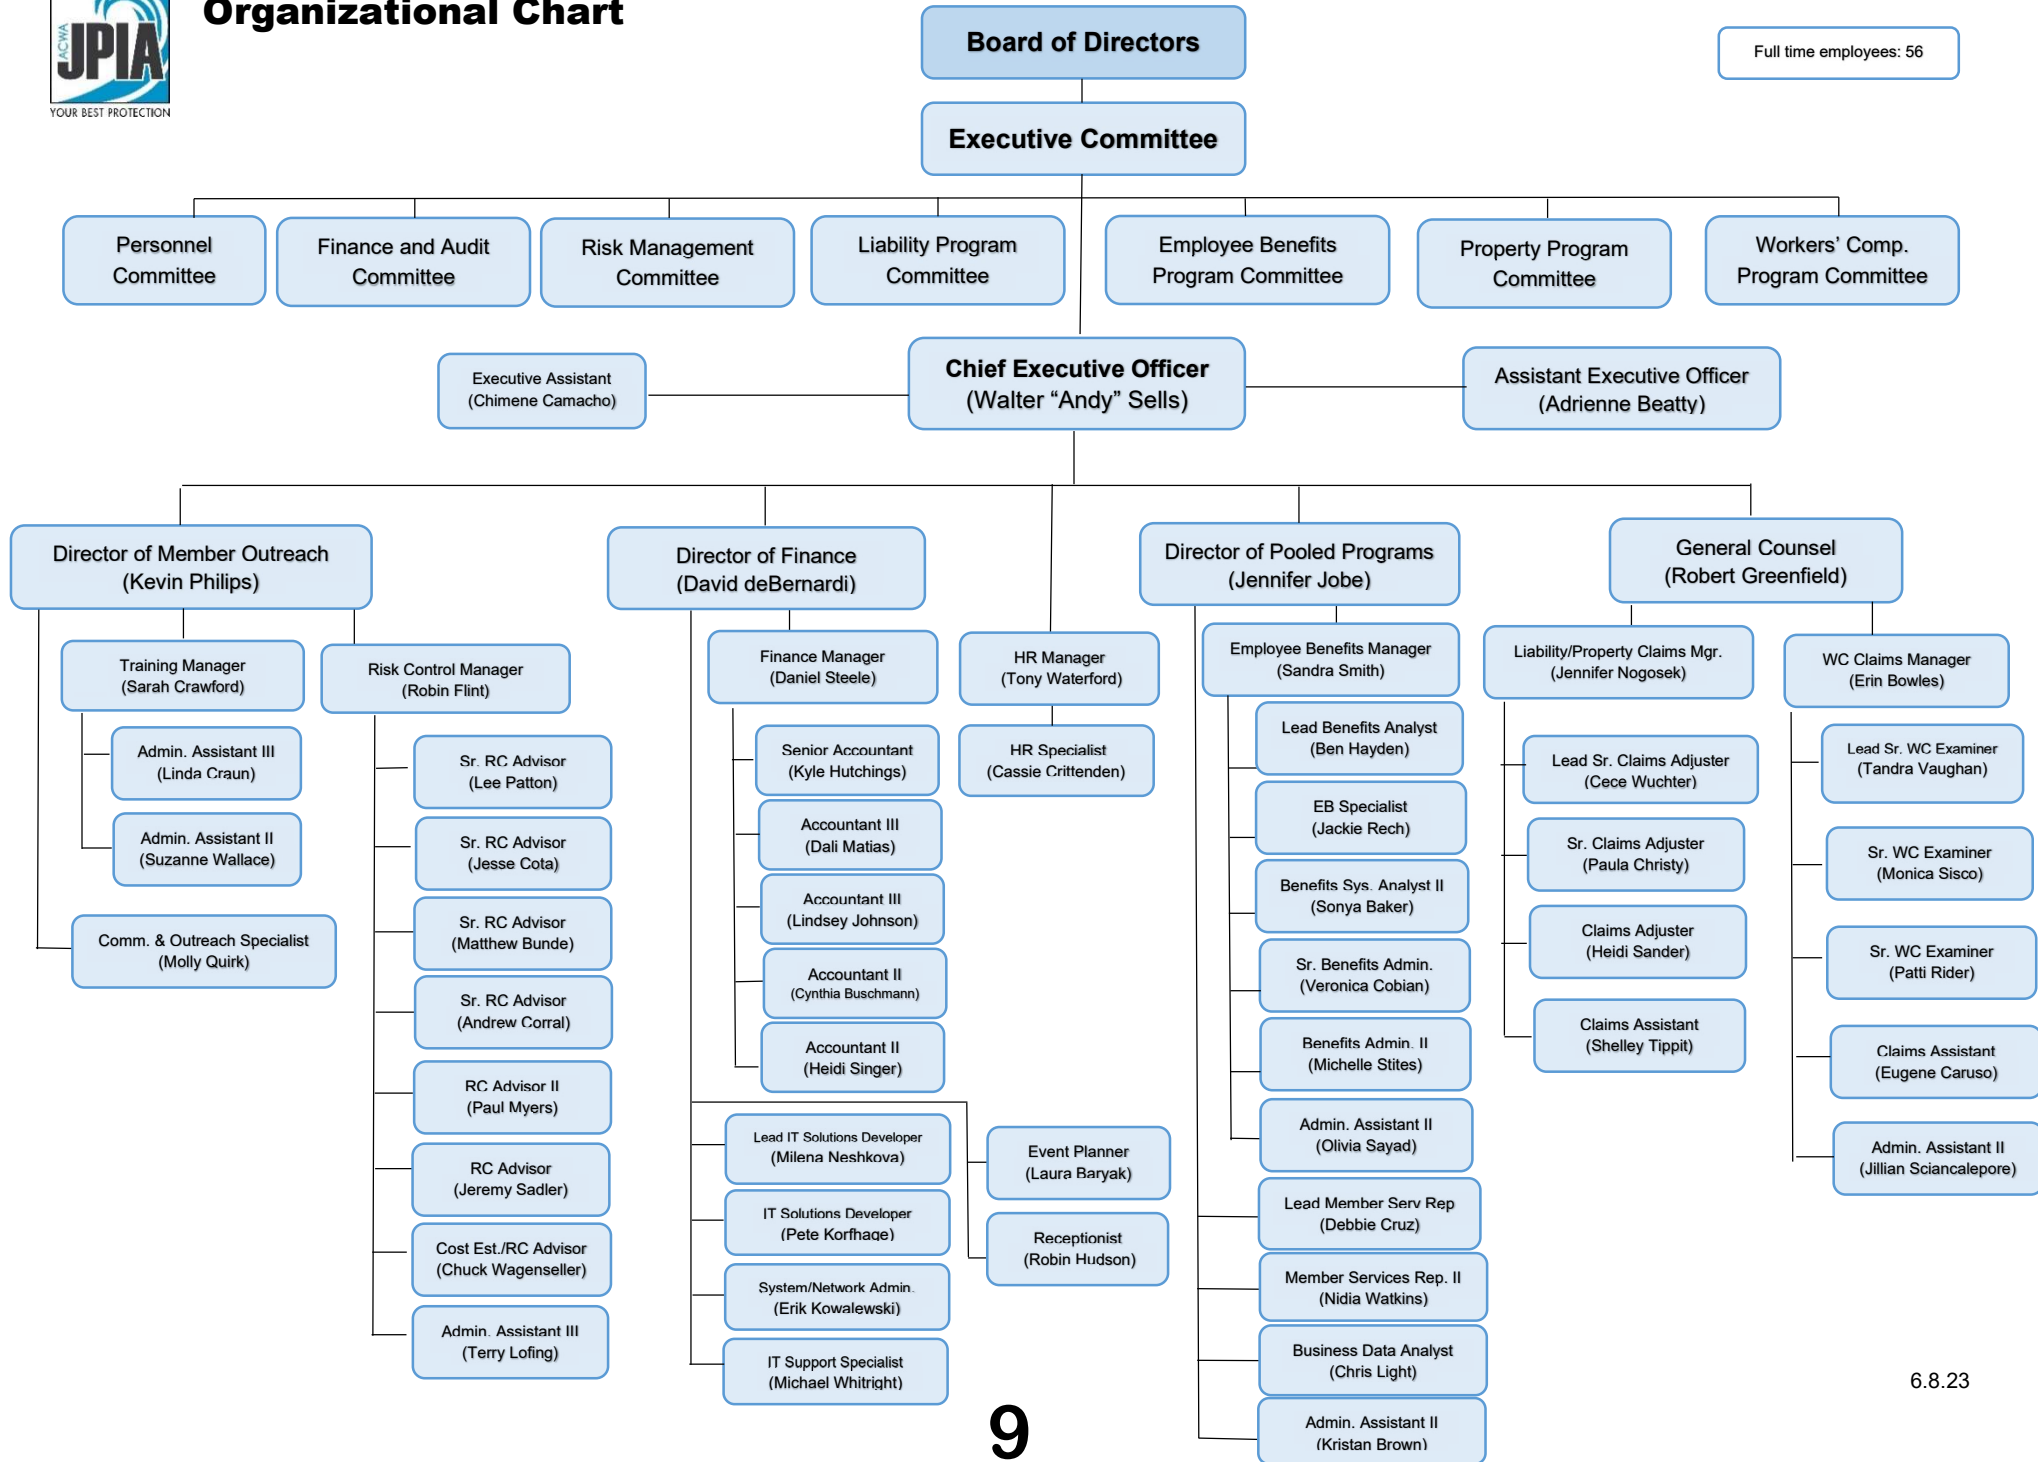 Organizational Chart
ACWA
JPIA
YOUR BEST PROTECTION
Board of Directors
Full time employees: 56
Executive Committee
Personnel
Committee
Finance and Audit
Committee
Risk Management
Committee
Liability Program
Committee
Employee Benefits
Program Committee
Property Program
Committee
Workers' Comp.
Program Committee
Executive Assistant
(Chimene Camacho)
Chief Executive Officer
(Walter “Andy” Sells)
Assistant Executive Officer
(Adrienne Beatty)
Director of Member Outreach
(Kevin Philips)
Training Manager
(Sarah Crawford)
Admin. Assistant III
(Linda Craun)
Admin. Assistant II
(Suzanne Wallace)
Comm. & Outreach Specialist
(Molly Quirk)
Risk Control Manager
(Robin Flint)
Sr. RC Advisor
(Lee Patton)
Sr. RC Advisor
(Jesse Cota)
Sr. RC Advisor
(Matthew Bunde)
Sr. RC Advisor
(Andrew Corral)
RC Advisor II
(Paul Myers)
RC Advisor
(Jeremy Sadler)
Cost Est./RC Advisor
(Chuck Wagenseller)
Admin. Assistant III
(Terry Lofing)
Director of Finance
(David deBernardi)
Finance Manager
(Daniel Steele)
Senior Accountant
(Kyle Hutchings)
Accountant III
(Dali Matias)
Accountant III
(Lindsey Johnson)
Accountant II
(Cynthia Buschmann)
Accountant II
(Heidi Singer)
Lead IT Solutions Developer
(Milena Neshkova)
IT Solutions Developer
(Pete Korfhage)
System/Network Admin.
(Erik Kowalewski)
IT Support Specialist
(Michael Whitright)
Event Planner
(Laura Baryak)
Receptionist
(Robin Hudson)
HR Manager
(Tony Waterford)
HR Specialist
(Cassie Crittenden)
Director of Pooled Programs
(Jennifer Jobe)
Employee Benefits Manager
(Sandra Smith)
Lead Benefits Analyst
(Ben Hayden)
EB Specialist
(Jackie Rech)
Benefits Sys. Analyst II
(Sonya Baker)
Sr. Benefits Admin.
(Veronica Cobian)
Benefits Admin. II
(Michelle Stites)
Admin. Assistant II
(Olivia Sayad)
Lead Member Serv Rep
(Debbie Cruz)
Member Services Rep. II
(Nidia Watkins)
Business Data Analyst
(Chris Light)
Admin. Assistant II
(Kristan Brown)
General Counsel
(Robert Greenfield)
Liability/Property Claims Mgr.
(Jennifer Nogosek)
Lead Sr. Claims Adjuster
(Cece Wuchter)
Sr. Claims Adjuster
(Paula Christy)
Claims Adjuster
(Heidi Sander)
Claims Assistant
(Shelley Tippit)
WC Claims Manager
(Erin Bowles)
Lead Sr. WC Examiner
(Tandra Vaughan)
Sr. WC Examiner
(Monica Sisco)
Sr. WC Examiner
(Patti Rider)
Claims Assistant
(Eugene Caruso)
Admin. Assistant II
(Jillian Sciancalepore)
6.8.23
9